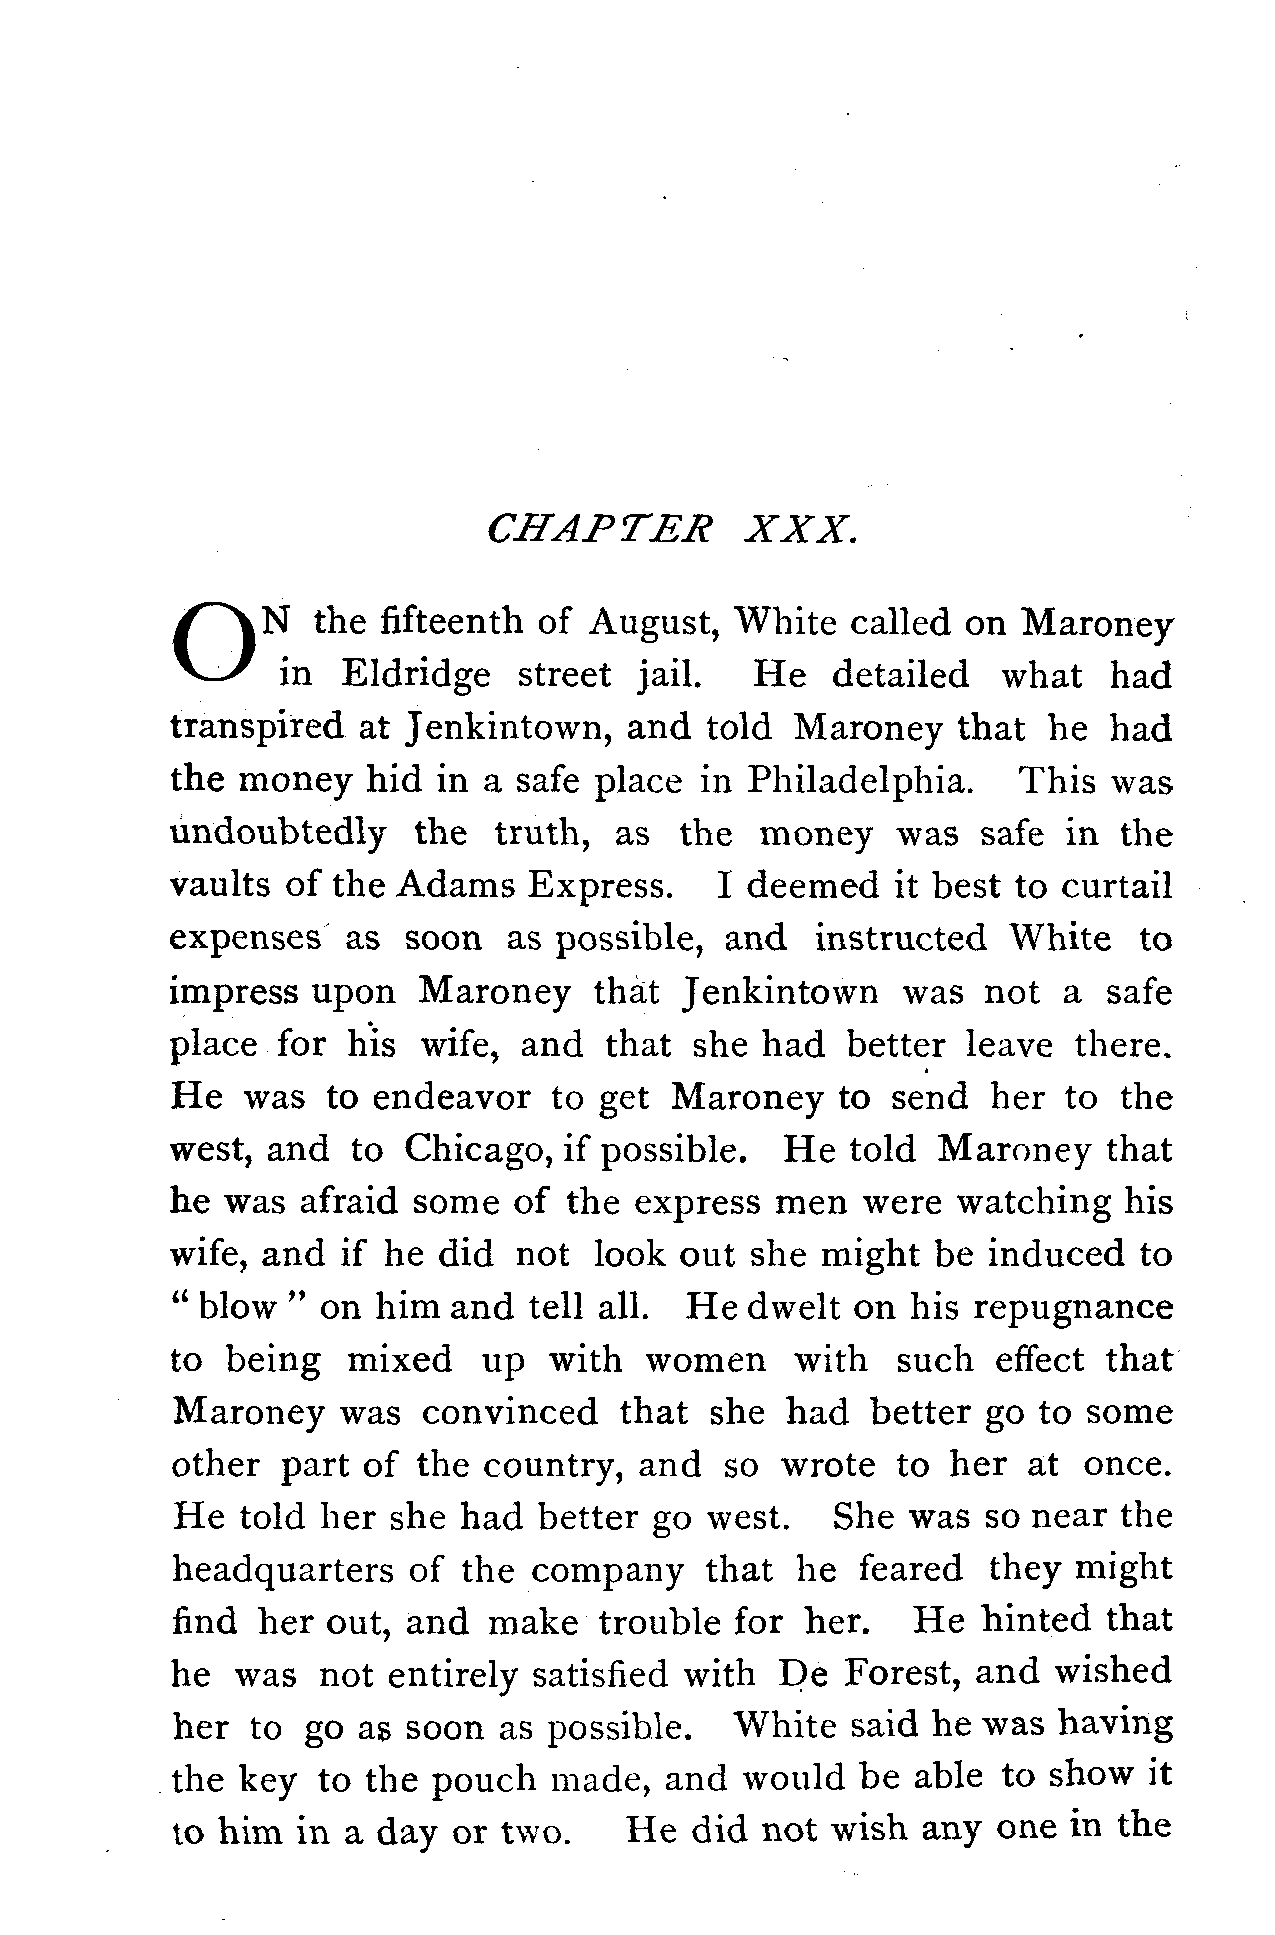 CHAPTER XXX.
ON the fifteenth of August, White called on Maroney
in Eldridge street jail. He detailed what had
transpired at Jenkintown, and told Maroney that he had
the money hid in a safe place in Philadelphia. This was
undoubtedly the truth, as the money was safe in the
vaults of the Adams Express. I deemed it best to curtail
expenses as soon as possible, and instructed White to
impress upon Maroney that Jenkintown was not a safe
place for his wife, and that she had better leave there.
He was to endeavor to get Maroney to send her to the
west, and to Chicago, if possible. He told Maroney that
he was afraid some of the express men were watching his
wife, and if he did not look out she might be induced to
“ blow ” on him and tell all. He dwelt on his repugnance
to being mixed up with women with such effect that
Maroney was convinced that she had better go to some
other part of the country, and so wrote to her at once.
He told her she had better go west. She was so near the
headquarters of the company that he feared they might
find her out, and make trouble for her. He hinted that
he was not entirely satisfied with De Forest, and wished
her to go as soon as possible. White said he was having
the key to the pouch made, and would be able to show it
to him in a day or two. He did not wish any one in the